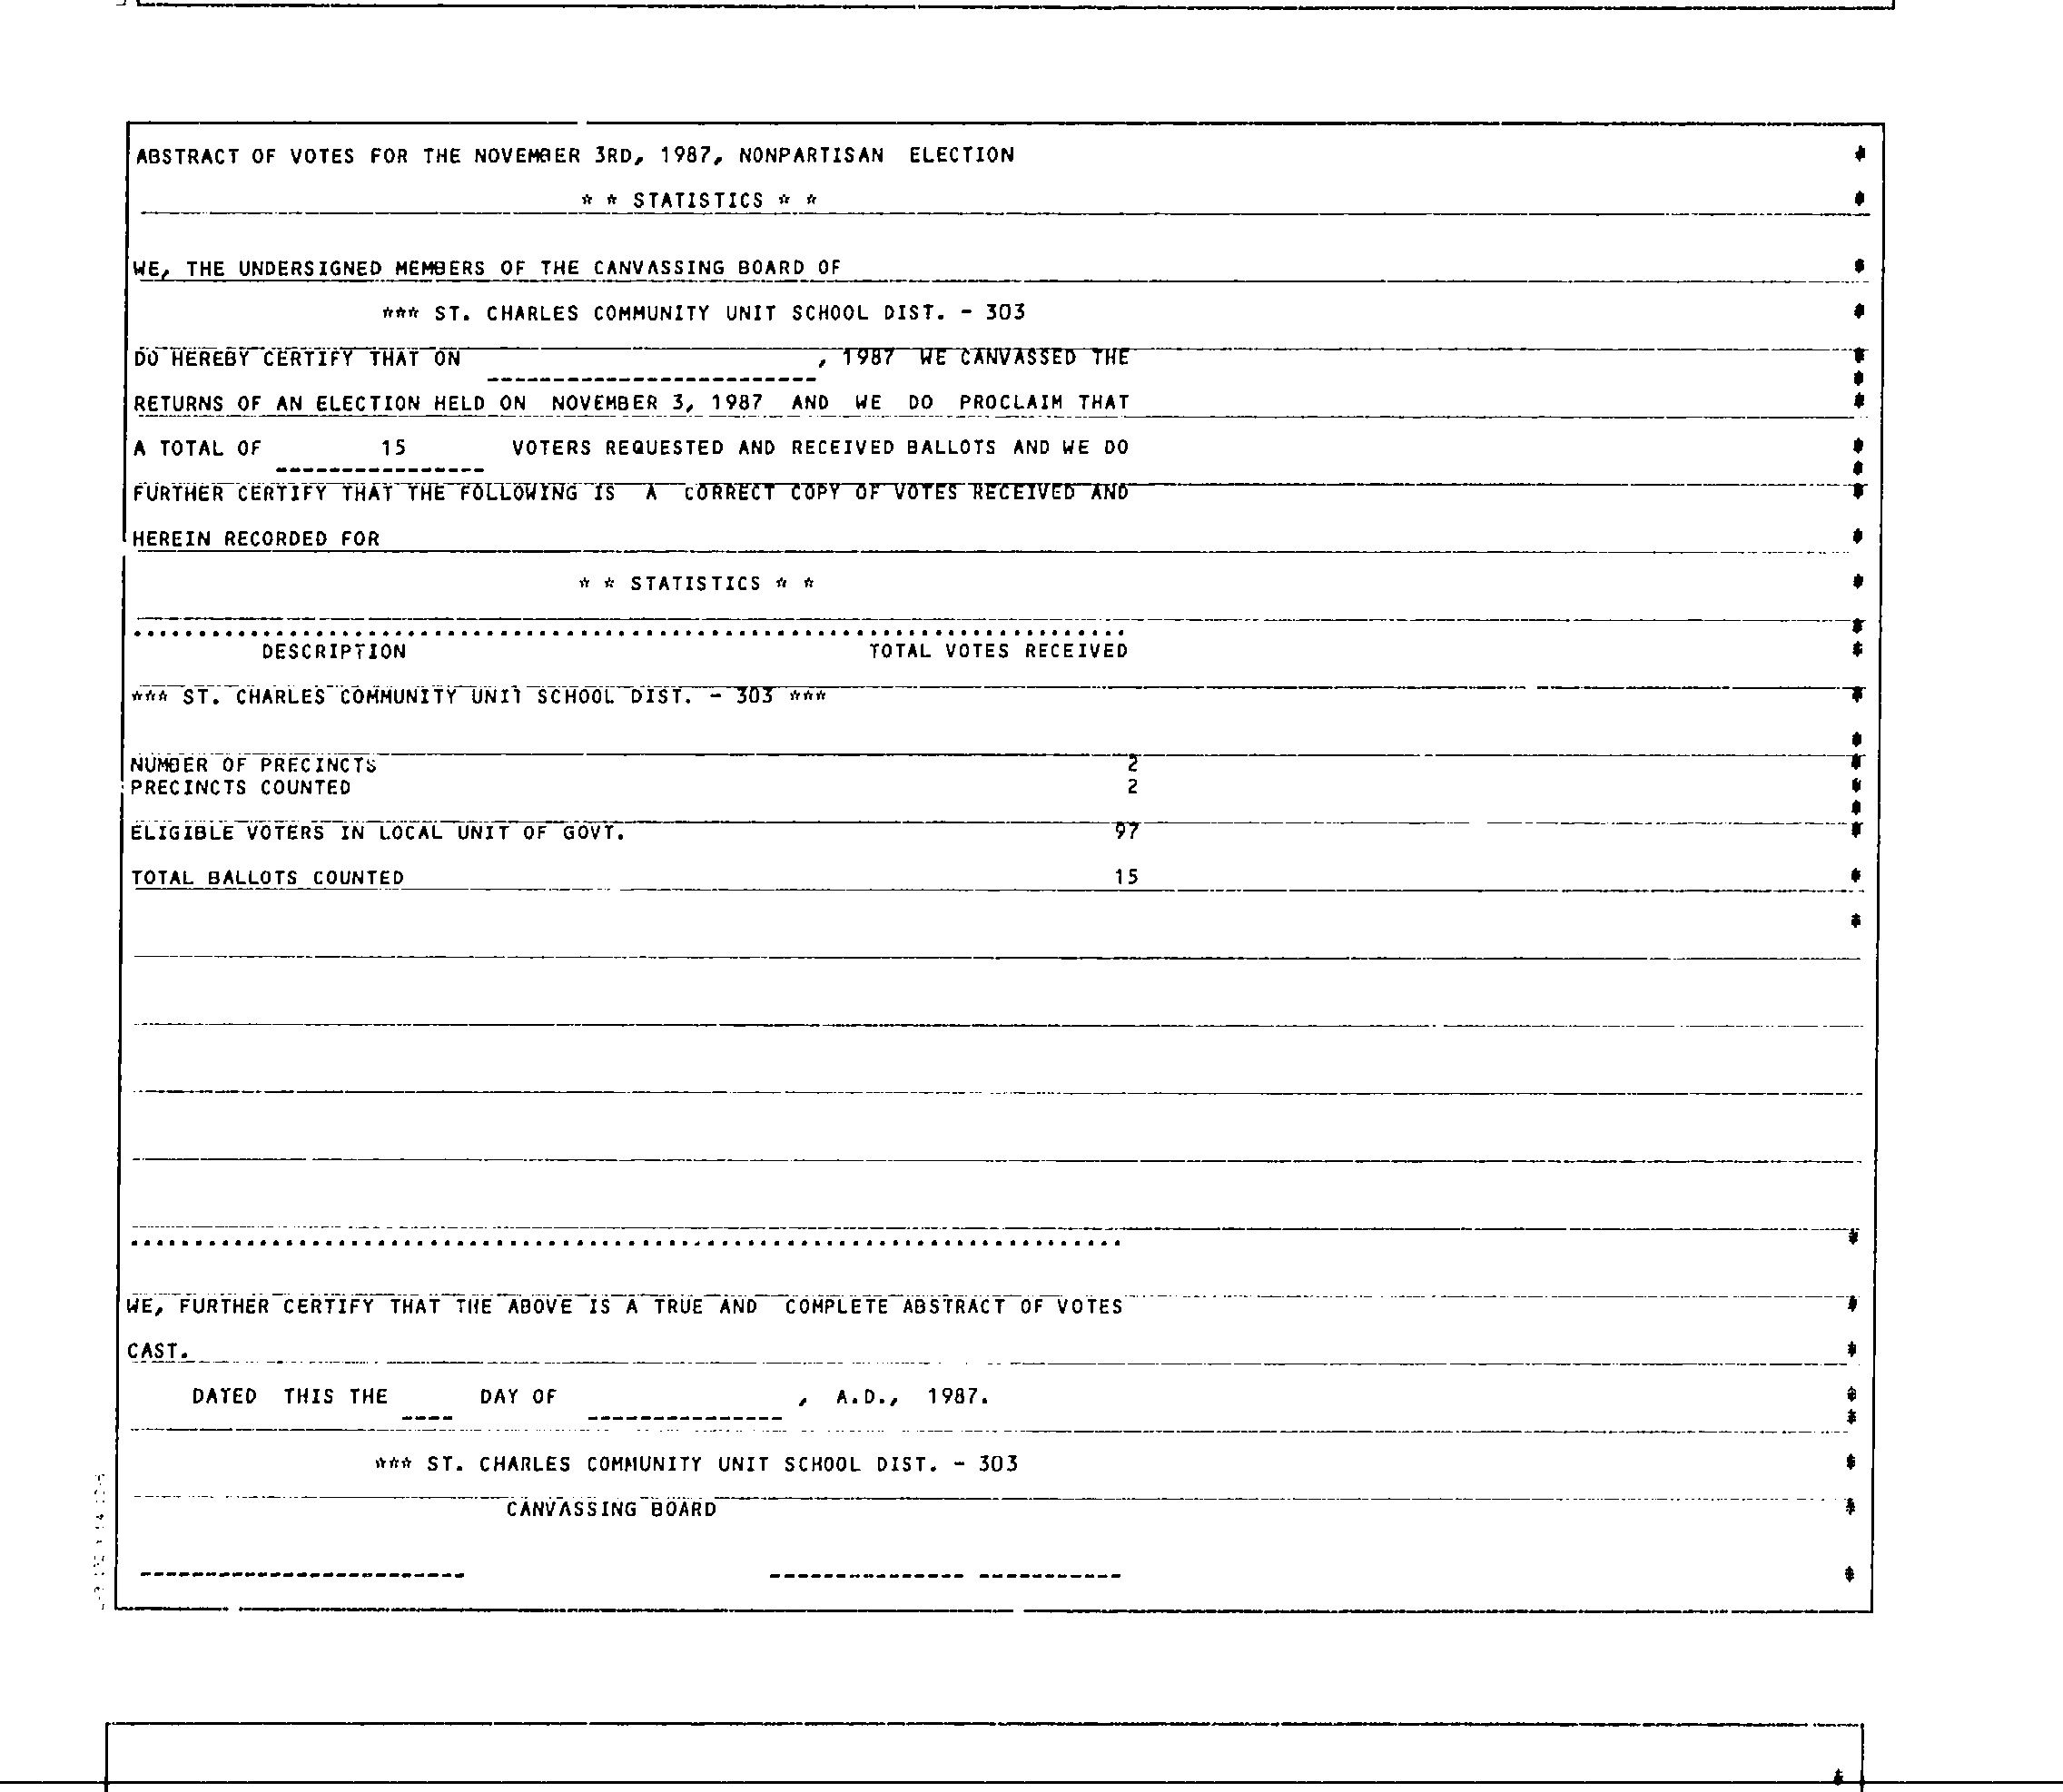 ABSTRACT OF VOTES FOR THE NOVEMBER 3RD, 1987, NONPARTISAN ELECTION #
* * STATISTICS * * #
WE, THE UNDERSIGNED MEMBERS OF THE CANVASSING BOARD OF #
*** ST. CHARLES COMMUNITY UNIT SCHOOL DIST. - 303 #
DO HEREBY CERTIFY THAT ON , 1987 WE CANVASSED THE #
------------------------- #
RETURNS OF AN ELECTION HELD ON NOVEMBER 3, 1987 AND WE DO PROCLAIM THAT #
A TOTAL OF 15 VOTERS REQUESTED AND RECEIVED BALLOTS AND WE DO #
---------------- #
FURTHER CERTIFY THAT THE FOLLOWING IS A CORRECT COPY OF VOTES RECEIVED AND #
HEREIN RECORDED FOR #
* * STATISTICS * * #
............................................................................ #
DESCRIPTION TOTAL VOTES RECEIVED #
*** ST. CHARLES COMMUNITY UNIT SCHOOL DIST. - 303 *** #
#
NUMBER OF PRECINCTS 2 #
PRECINCTS COUNTED 2 #
#
ELIGIBLE VOTERS IN LOCAL UNIT OF GOVT. 97 #
TOTAL BALLOTS COUNTED 15 #
#
............................................................................ #
WE, FURTHER CERTIFY THAT THE ABOVE IS A TRUE AND COMPLETE ABSTRACT OF VOTES #
CAST. #
DATED THIS THE DAY OF , A.D., 1987. #
---- --------------- #
*** ST. CHARLES COMMUNITY UNIT SCHOOL DIST. - 303 #
CANVASSING BOARD #
------------------------- --------------- ----------- #
#